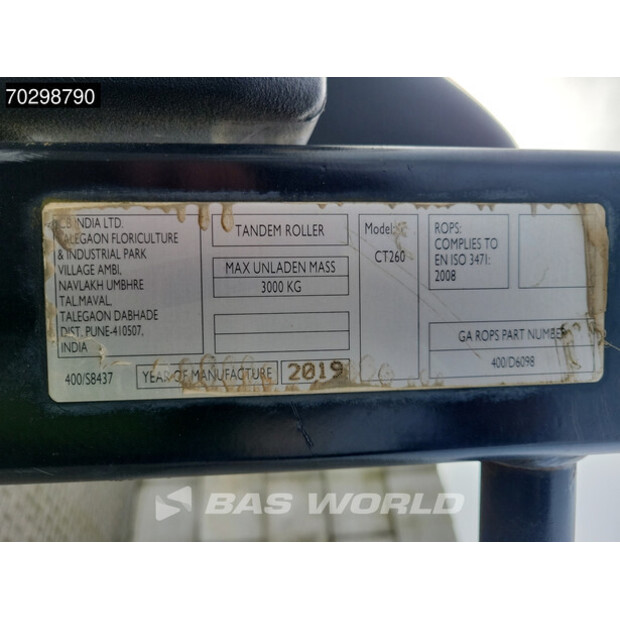 70298790
INDIA LTD.
FLORICULTURE
& INDUSTRIAL PARK
VILLAGE AMBI,
NAVLAKH UMBHRE
TAL.MAVAL,
TALEGAON DABHADE
DIST. PUNE-410507,
INDIA
400/S8437
TANDEM ROLLER
MAX UNLADEN MASS
3000 KG
YEAR OF MANUFACTURE
2019
Model:
CT260
ROPS:
COMPLIES TO
EN ISO 3471:
2008
GA ROPS PART NUMBER
400/D6098
BAS WORLD